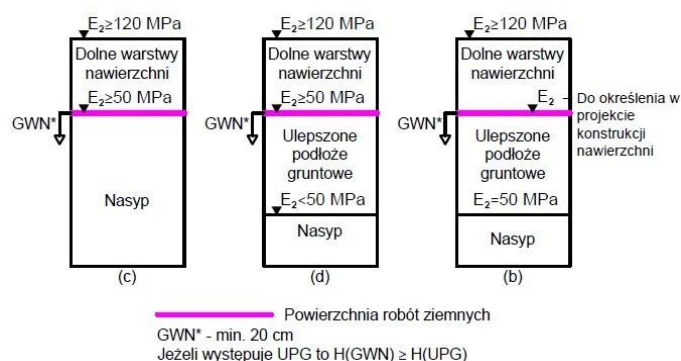 E₂≥120 MPa
Dolne warstwy
nawierzchni
E₂≥50 MPa
GWN*
Nasyp
(c)
E₂≥120 MPa
Dolne warstwy
nawierzchni
E₂≥50 MPa
GWN*
Ulepszone
podłoże
gruntowe
E₂<50 MPa
Nasyp
(d)
E₂≥120 MPa
Dolne warstwy
nawierzchni
E₂ - Do określenia w
projekcie
konstrukcji
nawierzchni
GWN*
Ulepszone
podłoże
gruntowe
E₂=50 MPa
Nasyp
(b)
Powierzchnia robót ziemnych
GWN* - min. 20 cm
Jeżeli występuje UPG to H(GWN) ≥ H(UPG)